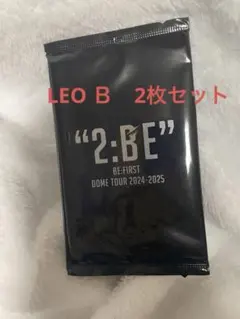 LEO B　2枚セット
"2:BE"
BE:FIRST
DOME TOUR 2024-2025